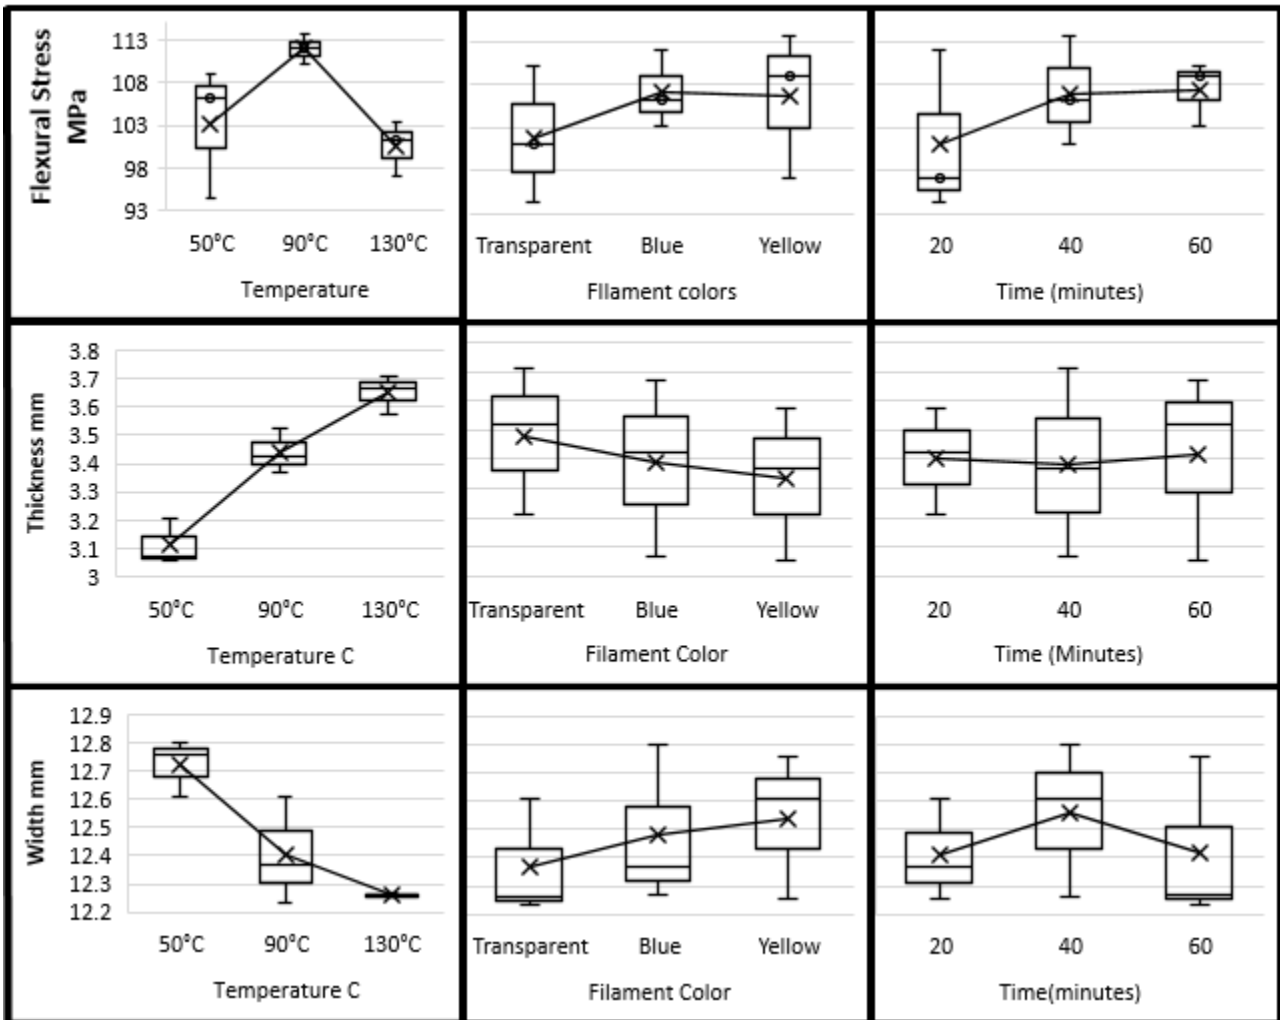 Flexural Stress
MPa
113
108
103
98
93
50°C 90°C 130°C
Temperature
Transparent Blue Yellow
FIlament colors
20 40 60
Time (minutes)
Thickness mm
3.8
3.7
3.6
3.5
3.4
3.3
3.2
3.1
3
50°C 90°C 130°C
Temperature C
Transparent Blue Yellow
Filament Color
20 40 60
Time (Minutes)
Width mm
12.9
12.8
12.7
12.6
12.5
12.4
12.3
12.2
50°C 90°C 130°C
Temperature C
Transparent Blue Yellow
Filament Color
20 40 60
Time(minutes)